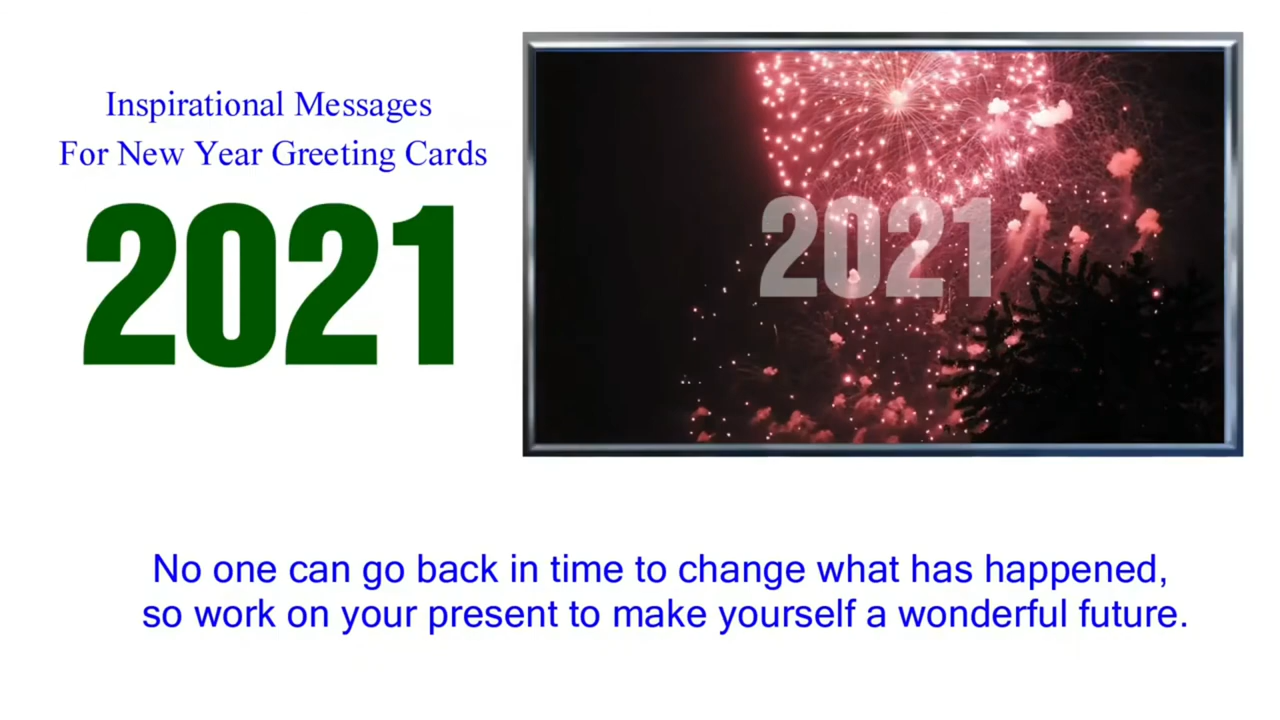 Inspirational Messages
For New Year Greeting Cards
2021
2021
No one can go back in time to change what has happened,
so work on your present to make yourself a wonderful future.